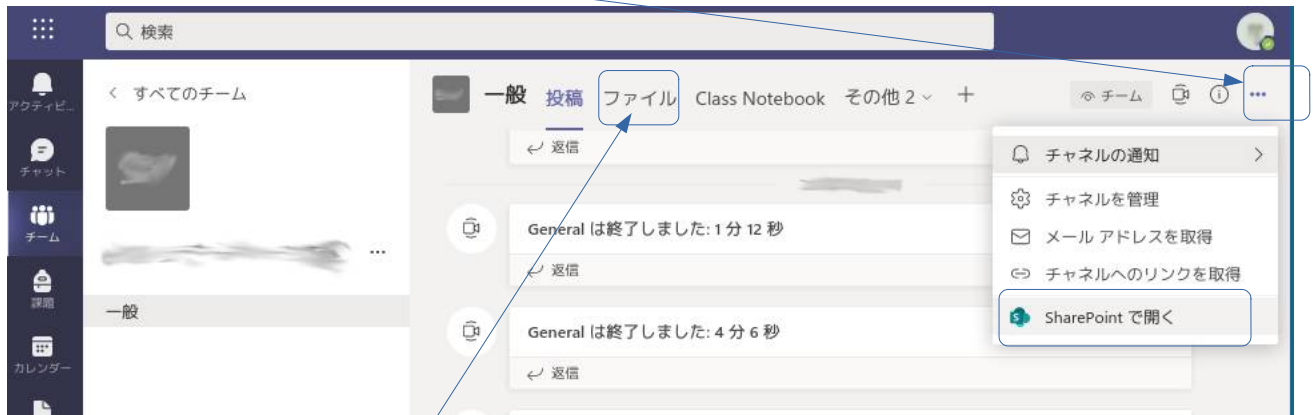 検索
アクティビ...
チャット
チーム
課題
カレンダー
すべてのチーム
...
一般
一般 投稿 ファイル Class Notebook その他 2 +
チーム
返信
General は終了しました: 1 分 12 秒
返信
General は終了しました: 4 分 6 秒
返信
チャネルの通知
チャネルを管理
メール アドレスを取得
チャネルへのリンクを取得
SharePoint で開く